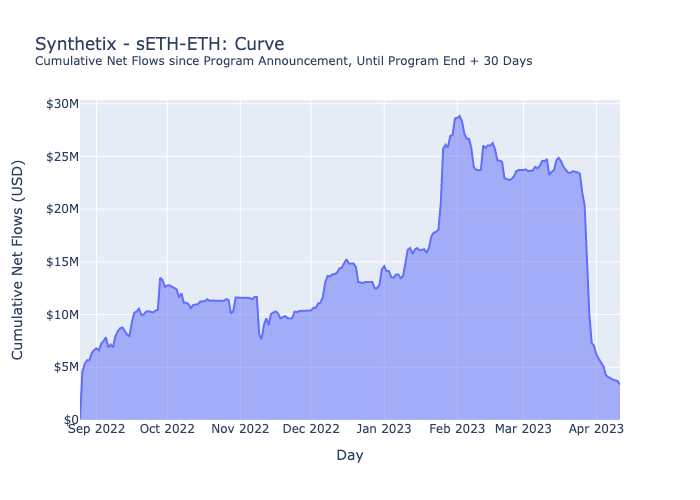 Synthetix - sETH-ETH: Curve
Cumulative Net Flows since Program Announcement, Until Program End + 30 Days
Cumulative Net Flows (USD)
$30M
$25M
$20M
$15M
$10M
$5M
$0
Sep 2022 Oct 2022 Nov 2022 Dec 2022 Jan 2023 Feb 2023 Mar 2023 Apr 2023
Day